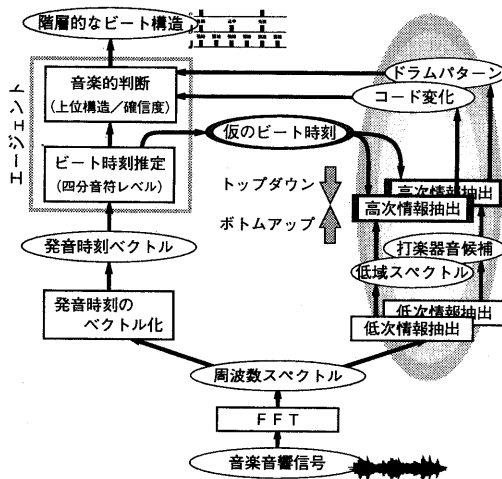 階層的なビート構造
ドラムパターン
コード変化
エージェント
音楽的判断
(上位構造／確信度)
仮のビート時刻
ビート時刻推定
(四分音符レベル)
トップダウン
ボトムアップ
高次情報抽出
高次情報抽出
発音時刻ベクトル
打楽器音候補
低域スペクトル
発音時刻の
ベクトル化
低次情報抽出
低次情報抽出
周波数スペクトル
FFT
音楽音響信号